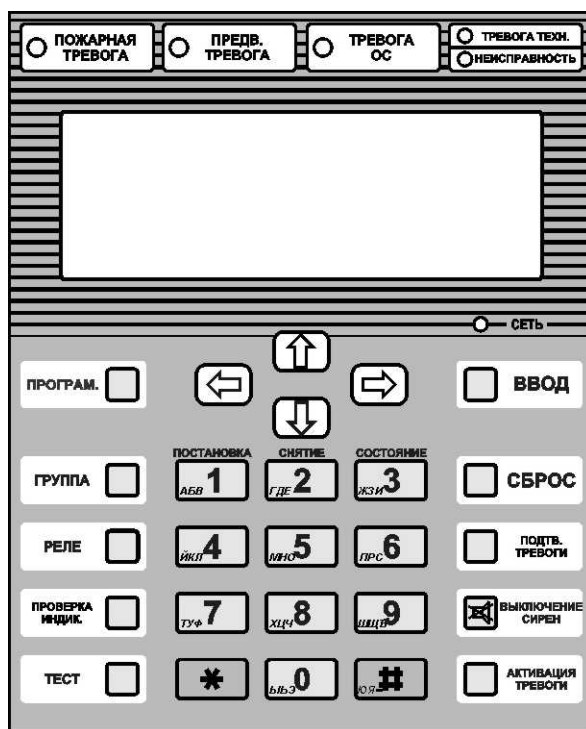 ПОЖАРНАЯ
ТРЕВОГА
ПРЕДВ.
ТРЕВОГА
ТРЕВОГА
ОС
ТРЕВОГА ТЕХН.
НЕИСПРАВНОСТЬ
СЕТЬ
ПРОГРАМ.
ВВОД
ПОСТАНОВКА СНЯТИЕ СОСТОЯНИЕ
ГРУППА
АБВ 1
ГДЕ 2
ЖЗИ 3
СБРОС
РЕЛЕ
ЙКЛ 4
МНО 5
ПРС 6
ПОДТВ.
ТРЕВОГИ
ПРОВЕРКА
ИНДИК.
ТУФ 7
ХЦЧ 8
ШЩЪ 9
ВЫКЛЮЧЕНИЕ
СИРЕН
ТЕСТ
*
ЫЬЭ 0
ЮЯ- #
АКТИВАЦИЯ
ТРЕВОГИ